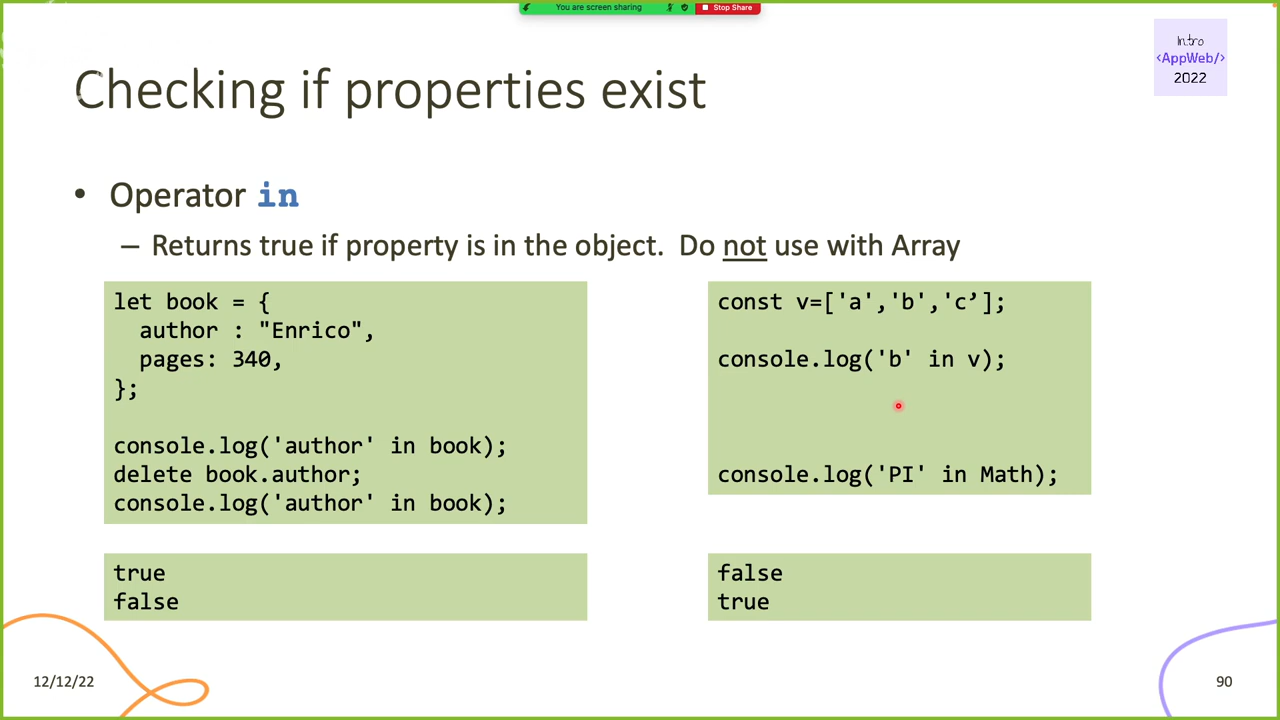 You are screen sharing
Stop Share
Intro
<AppWeb/>
2022
Checking if properties exist
• Operator in
– Returns true if property is in the object. Do not use with Array
let book = {
author : "Enrico",
pages: 340,
};
console.log('author' in book);
delete book.author;
console.log('author' in book);
const v=['a','b','c’];
console.log('b' in v);
console.log('PI' in Math);
true
false
false
true
12/12/22
90